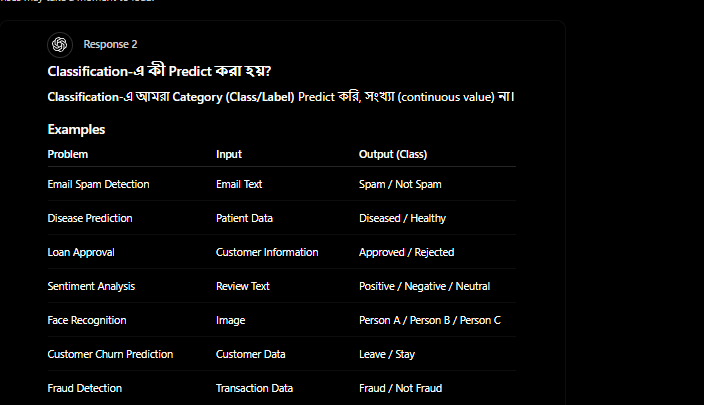 Response 2
Classification-এ কী Predict করা হয়?
Classification-এ আমরা Category (Class/Label) Predict করি, সংখ্যা (continuous value) না।
Examples
Problem Input Output (Class)
Email Spam Detection Email Text Spam / Not Spam
Disease Prediction Patient Data Diseased / Healthy
Loan Approval Customer Information Approved / Rejected
Sentiment Analysis Review Text Positive / Negative / Neutral
Face Recognition Image Person A / Person B / Person C
Customer Churn Prediction Customer Data Leave / Stay
Fraud Detection Transaction Data Fraud / Not Fraud